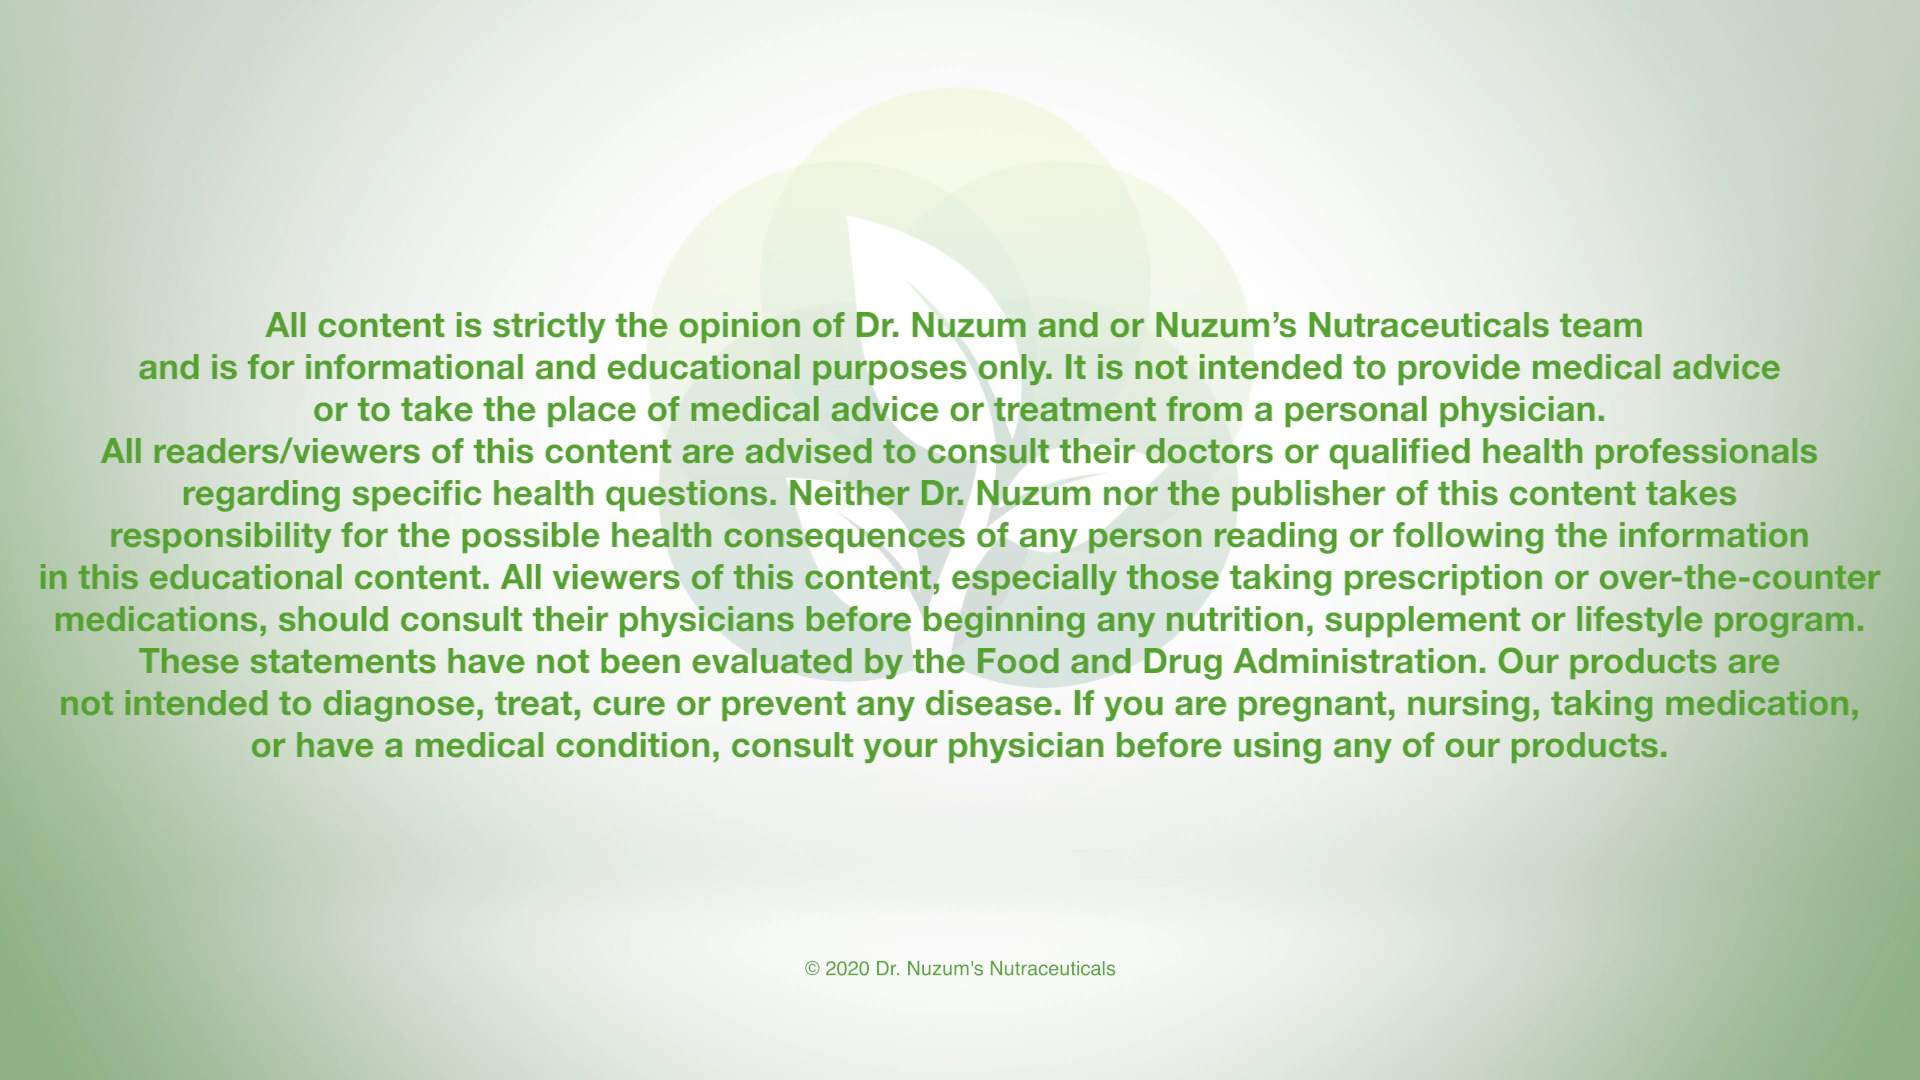 All content is strictly the opinion of Dr. Nuzum and or Nuzum’s Nutraceuticals team
and is for informational and educational purposes only. It is not intended to provide medical advice
or to take the place of medical advice or treatment from a personal physician.
All readers/viewers of this content are advised to consult their doctors or qualified health professionals
regarding specific health questions. Neither Dr. Nuzum nor the publisher of this content takes
responsibility for the possible health consequences of any person reading or following the information
in this educational content. All viewers of this content, especially those taking prescription or over-the-counter
medications, should consult their physicians before beginning any nutrition, supplement or lifestyle program.
These statements have not been evaluated by the Food and Drug Administration. Our products are
not intended to diagnose, treat, cure or prevent any disease. If you are pregnant, nursing, taking medication,
or have a medical condition, consult your physician before using any of our products.
© 2020 Dr. Nuzum's Nutraceuticals